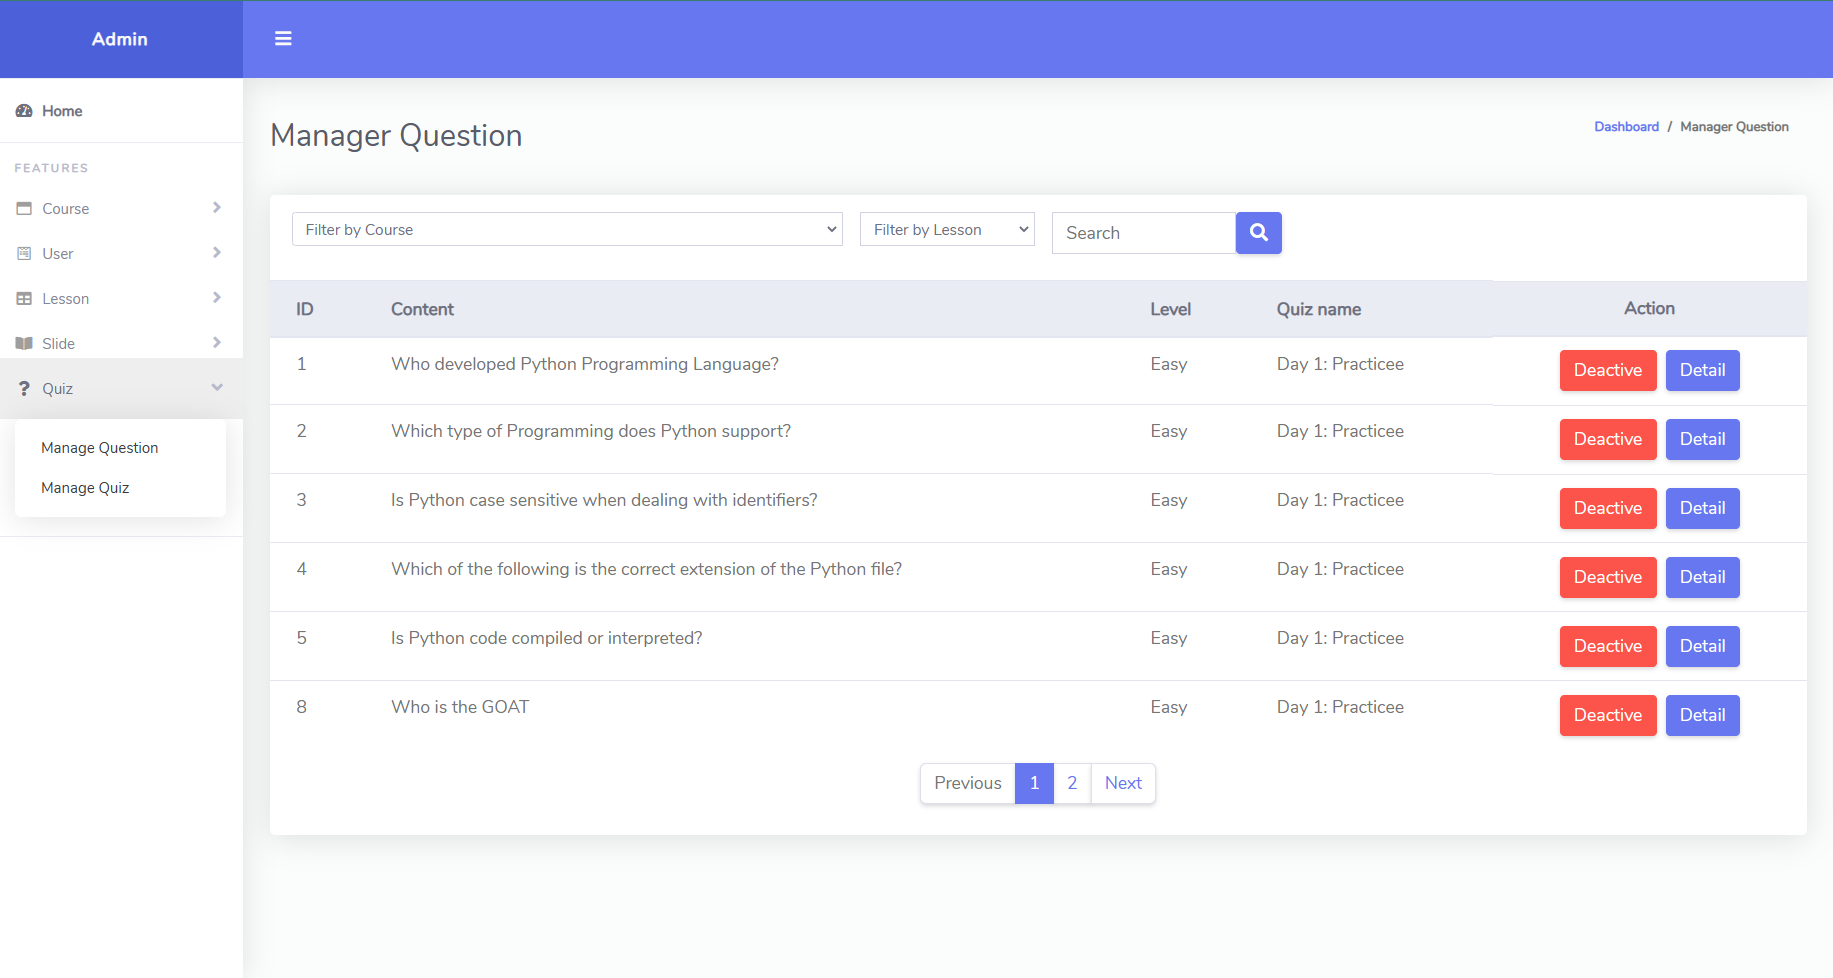 Admin
Home
FEATURES
Course
User
Lesson
Slide
Quiz
Manage Question
Manage Quiz
Manager Question
Dashboard / Manager Question
Filter by Course
Filter by Lesson
Search
ID Content Level Quiz name Action
1 Who developed Python Programming Language? Easy Day 1: Practicee Deactive Detail
2 Which type of Programming does Python support? Easy Day 1: Practicee Deactive Detail
3 Is Python case sensitive when dealing with identifiers? Easy Day 1: Practicee Deactive Detail
4 Which of the following is the correct extension of the Python file? Easy Day 1: Practicee Deactive Detail
5 Is Python code compiled or interpreted? Easy Day 1: Practicee Deactive Detail
8 Who is the GOAT Easy Day 1: Practicee Deactive Detail
Previous 1 2 Next